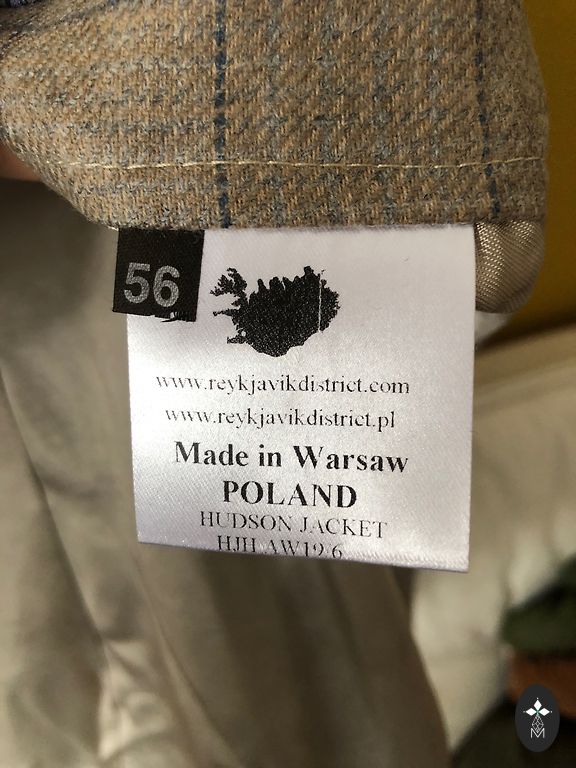 56
www.reykjavikdistrict.com
www.reykjavikdistrict.pl
Made in Warsaw
POLAND
HUDSON JACKET
HJH AW19 6
M